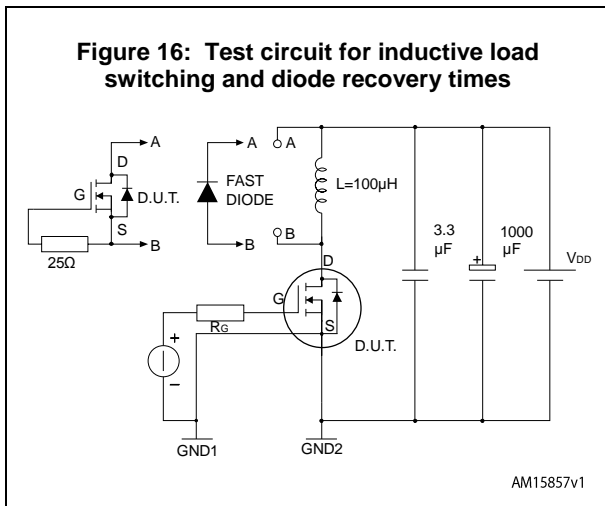 Figure 16: Test circuit for inductive load
switching and diode recovery times
A
D
G
D.U.T.
S
B
25Ω
A
FAST
DIODE
B
A
L=100µH
B
D
G
S
D.U.T.
RG
+
–
GND1
GND2
3.3
µF
+
1000
µF
VDD
AM15857v1